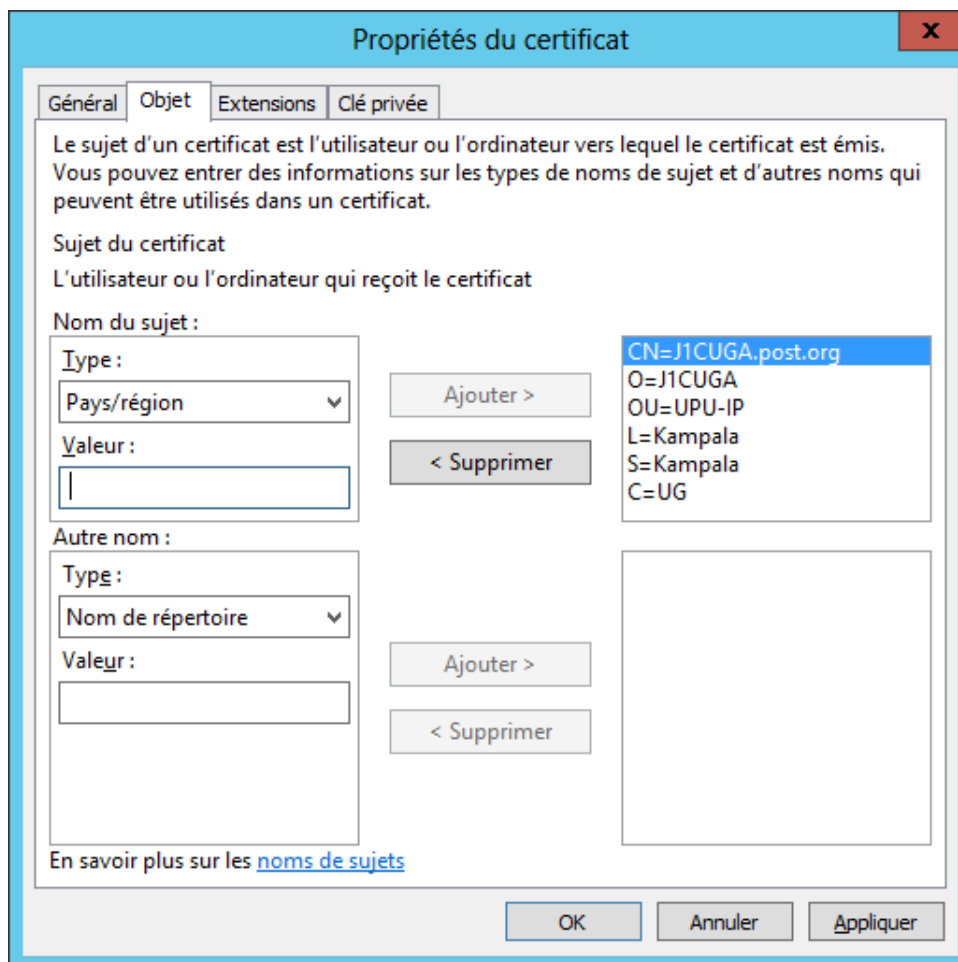 Propriétés du certificat
x
Général Objet Extensions Clé privée
Le sujet d'un certificat est l'utilisateur ou l'ordinateur vers lequel le certificat est émis.
Vous pouvez entrer des informations sur les types de noms de sujet et d'autres noms qui
peuvent être utilisés dans un certificat.
Sujet du certificat
L'utilisateur ou l'ordinateur qui reçoit le certificat
Nom du sujet :
Type :
Pays/région
Valeur :
Ajouter >
< Supprimer
CN=J1CUGA.post.org
O=J1CUGA
OU=UPU-IP
L=Kampala
S=Kampala
C=UG
Autre nom :
Type :
Nom de répertoire
Valeur :
Ajouter >
< Supprimer
En savoir plus sur les noms de sujets
OK Annuler Appliquer